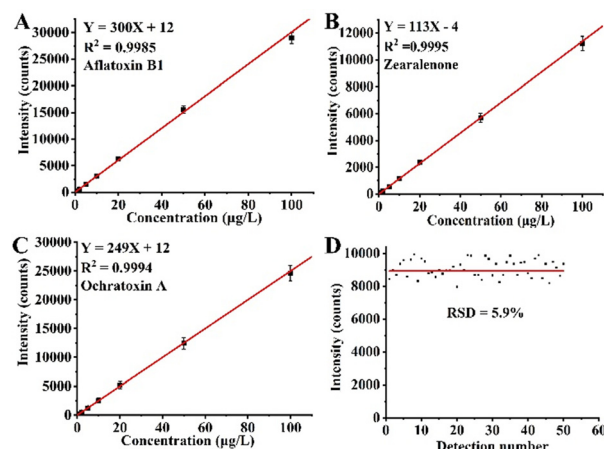 A
Y = 300X + 12
R² = 0.9985
Aflatoxin B1
Intensity (counts)
30000
25000
20000
15000
10000
5000
0
0 20 40 60 80 100
Concentration (µg/L)
B
Y = 113X - 4
R² =0.9995
Zearalenone
Intensity (counts)
12000
10000
8000
6000
4000
2000
0
0 20 40 60 80 100
Concentration (µg/L)
C
Y = 249X + 12
R² = 0.9994
Ochratoxin A
Intensity (counts)
25000
20000
15000
10000
5000
0
0 20 40 60 80 100
Concentration (µg/L)
D
RSD = 5.9%
Intensity (counts)
10000
8000
6000
4000
2000
0
0 10 20 30 40 50 60
Detection number